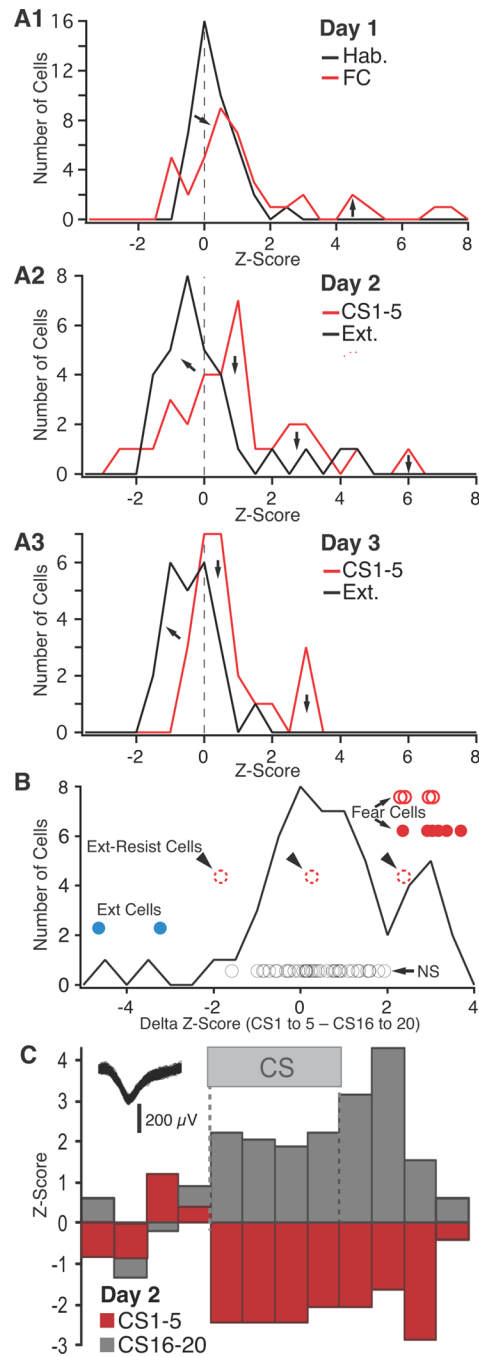 A1
Day 1
Hab.
FC
Number of Cells
16
12
8
4
0
-2 0 2 4 6 8
Z-Score
A2
Day 2
CS1-5
Ext.
Number of Cells
8
6
4
2
0
-2 0 2 4 6 8
Z-Score
A3
Day 3
CS1-5
Ext.
Number of Cells
6
4
2
0
-2 0 2 4 6 8
Z-Score
B
Number of Cells
8
6
4
2
0
Fear Cells
Ext-Resist Cells
Ext Cells
NS
-4 -2 0 2 4
Delta Z-Score (CS1 to 5 – CS16 to 20)
C
CS
200 µV
Z-Score
4
3
2
1
0
-1
-2
-3
Day 2
CS1-5
CS16-20